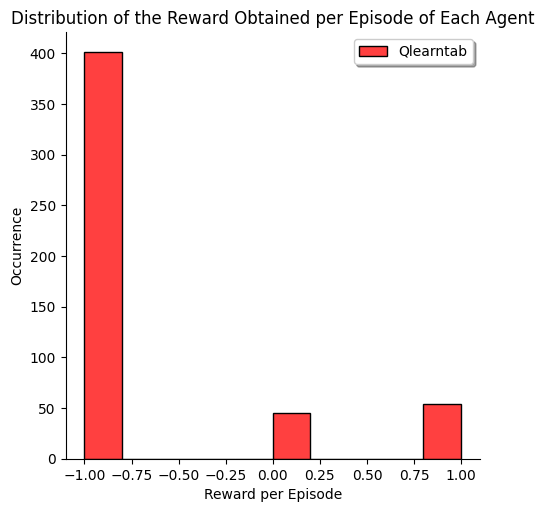 Distribution of the Reward Obtained per Episode of Each Agent
Qlearntab
400
350
300
250
200
150
100
50
0
Occurrence
−1.00 −0.75 −0.50 −0.25 0.00 0.25 0.50 0.75 1.00
Reward per Episode